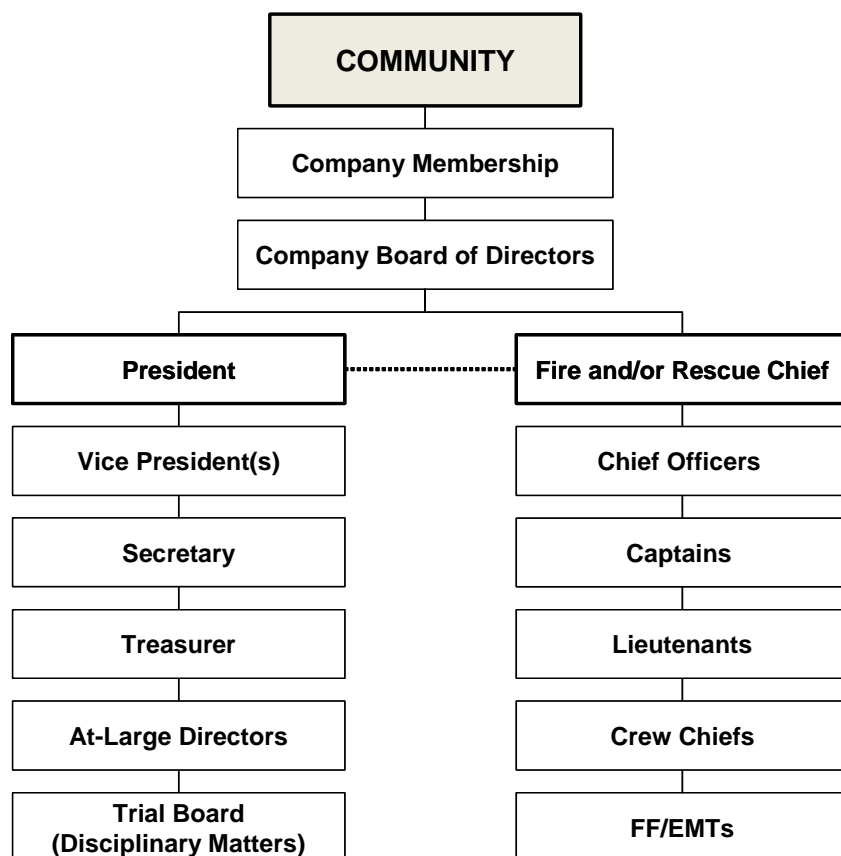 COMMUNITY
Company Membership
Company Board of Directors
President
Fire and/or Rescue Chief
Vice President(s)
Chief Officers
Secretary
Captains
Treasurer
Lieutenants
At-Large Directors
Crew Chiefs
Trial Board
(Disciplinary Matters)
FF/EMTs